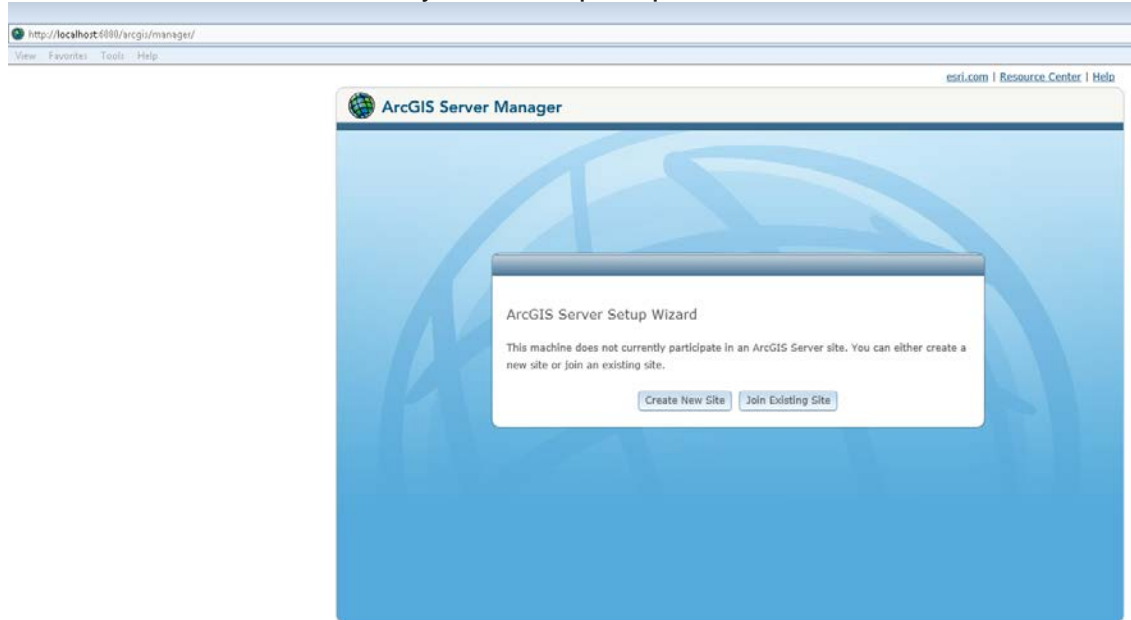 http://localhost:6080/arcgis/manager/
View Favorites Tools Help
esri.com | Resource Center | Help
ArcGIS Server Manager
ArcGIS Server Setup Wizard
This machine does not currently participate in an ArcGIS Server site. You can either create a
new site or join an existing site.
Create New Site Join Existing Site